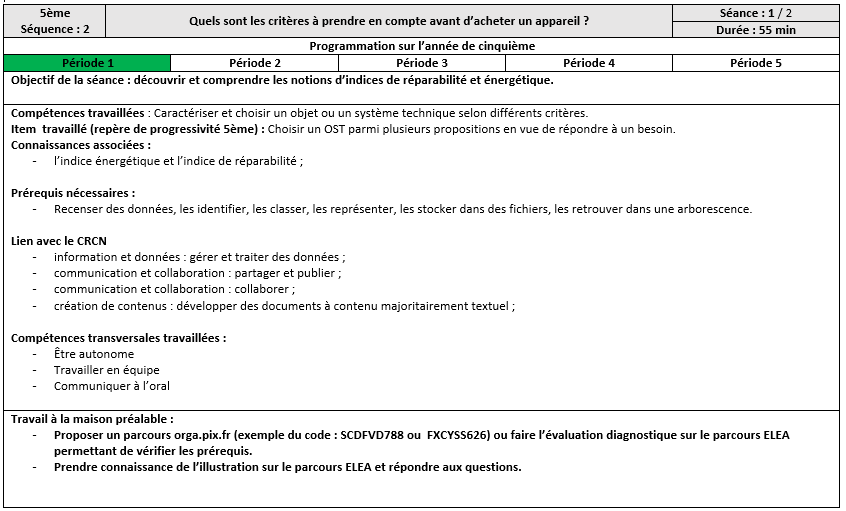 5ème
Séquence : 2
Quels sont les critères à prendre en compte avant d'acheter un appareil ?
Séance : 1 / 2
Durée : 55 min
Programmation sur l'année de cinquième
Période 1
Période 2
Période 3
Période 4
Période 5
Objectif de la séance : découvrir et comprendre les notions d'indices de réparabilité et énergétique.
Compétences travaillées : Caractériser et choisir un objet ou un système technique selon différents critères.
Item travaillé (repère de progressivité 5ème) : Choisir un OST parmi plusieurs propositions en vue de répondre à un besoin.
Connaissances associées :
- l'indice énergétique et l'indice de réparabilité ;
Prérequis nécessaires :
- Recenser des données, les identifier, les classer, les représenter, les stocker dans des fichiers, les retrouver dans une arborescence.
Lien avec le CRCN
- information et données : gérer et traiter des données ;
- communication et collaboration : partager et publier ;
- communication et collaboration : collaborer ;
- création de contenus : développer des documents à contenu majoritairement textuel ;
Compétences transversales travaillées :
- Être autonome
- Travailler en équipe
- Communiquer à l'oral
Travail à la maison préalable :
- Proposer un parcours orga.pix.fr (exemple du code : SCDFVD788 ou FXCYSS626) ou faire l'évaluation diagnostique sur le parcours ELEA
permettant de vérifier les prérequis.
- Prendre connaissance de l'illustration sur le parcours ELEA et répondre aux questions.